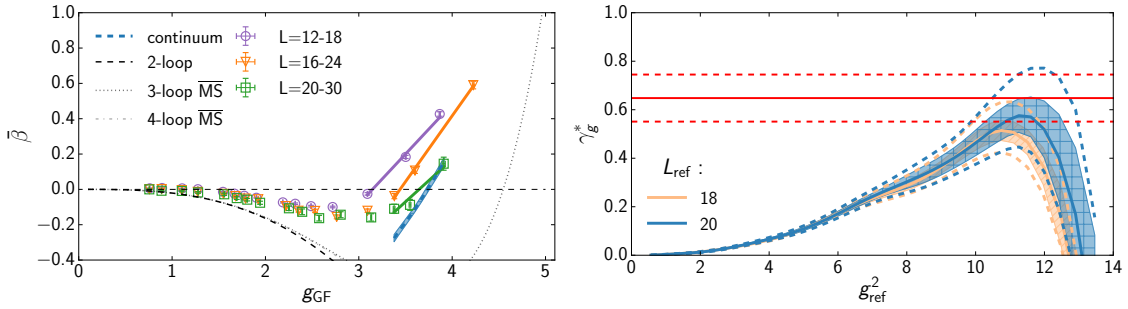 1.0
0.8
0.6
0.4
0.2
0.0
−0.2
−0.4
β̄
continuum
2-loop
3-loop M̅S̅
4-loop M̅S̅
L=12-18
L=16-24
L=20-30
0 1 2 3 4 5
g_GF
1.0
0.8
0.6
0.4
0.2
0.0
γ*_g
L_ref :
18
20
0 2 4 6 8 10 12 14
g²_ref